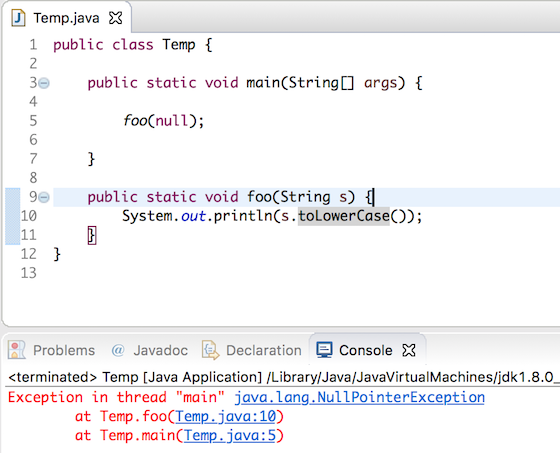 Temp.java
1 public class Temp {
2
3 public static void main(String[] args) {
4
5 foo(null);
6
7 }
8
9 public static void foo(String s) {
10 System.out.println(s.toLowerCase());
11 }
12 }
13
Problems @ Javadoc Declaration Console
<terminated> Temp [Java Application] /Library/Java/JavaVirtualMachines/jdk1.8.0_
Exception in thread "main" java.lang.NullPointerException
at Temp.foo(Temp.java:10)
at Temp.main(Temp.java:5)